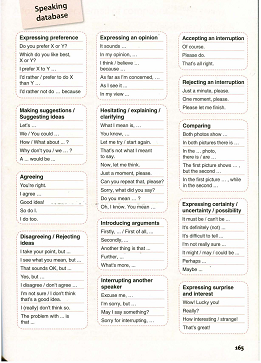 Speaking
database
Expressing preference
Do you prefer X or Y?
Which do you like best,
X or Y?
I prefer X to Y ...
I'd rather / prefer to do X
than Y ...
I'd rather not do ... because
Making suggestions /
Suggesting ideas
Let's ...
We / You could ...
How / What about ... ?
Why don't you / we ... ?
A ... would be ...
Agreeing
You're right.
I agree ...
Good idea!
So do I.
I do too.
Disagreeing / Rejecting
ideas
I take your point, but ...
I see what you mean, but ...
That sounds OK, but ...
Yes, but ...
I disagree / don't agree ...
I'm not sure / I don't think
that's a good idea.
I (really) don't think so.
The problem with ... is
that ...
Expressing an opinion
It sounds ...
In my opinion, ...
I think / believe ...
because ...
As far as I'm concerned, ...
As I see it ...
In my view ...
Hesitating / explaining /
clarifying
What I mean is, ...
You know, ...
Let me try / start again.
That's not what I meant
to say.
Now, let me think.
Just a moment, please.
Can you repeat that, please?
Sorry, what did you say?
Do you mean ... ?
Oh, I know. You mean ...
Introducing arguments
Firstly, ... / First of all, ...
Secondly, ...
Another thing is that ...
Further, ...
What's more, ...
Interrupting another
speaker
Excuse me, ...
I'm sorry, but ...
May I say something?
Sorry for interrupting, ...
Accepting an interruption
Of course.
Please do.
That's all right.
Rejecting an interruption
Just a minute, please.
One moment, please.
Please let me finish.
Comparing
Both photos show ...
In both pictures there is ...
In the ... photo,
there is / are ...
The first picture shows ... ,
but the second ...
In the first picture ... , while
in the second ...
Expressing certainty /
uncertainty / possibility
It must be / can't be ...
It's definitely (not) ...
It's difficult to tell ...
I'm not really sure ...
It might / may / could be ...
Perhaps ...
Maybe ...
Expressing surprise
and interest
Wow! Lucky you!
Really?
How interesting / strange!
That's great!
165